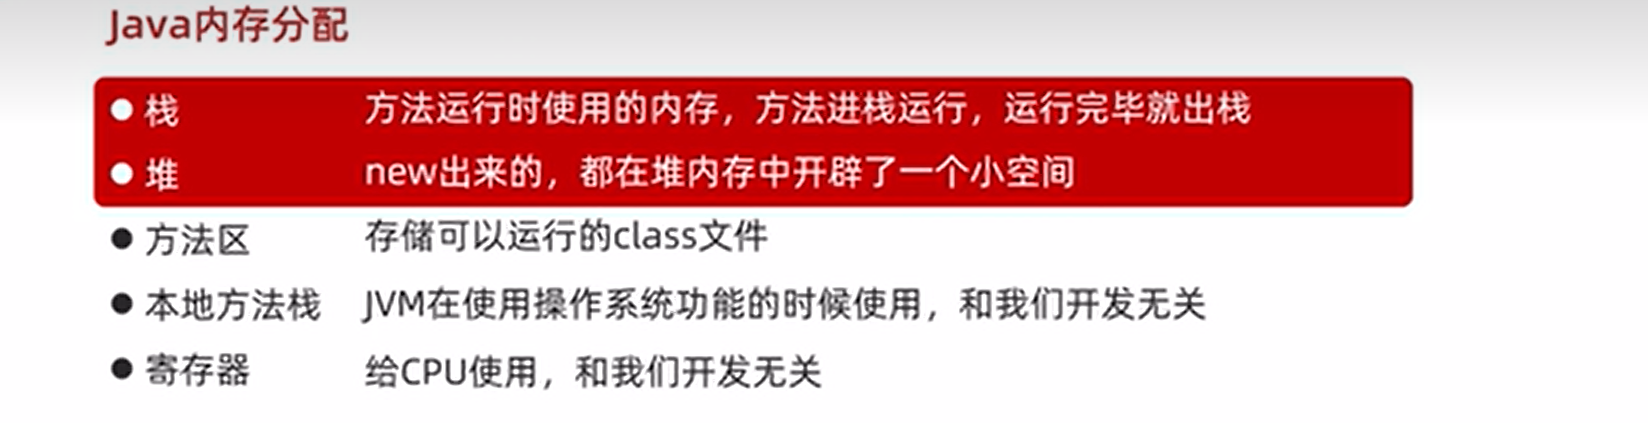 Java内存分配
● 栈 方法运行时使用的内存，方法进栈运行，运行完毕就出栈
● 堆 new出来的，都在堆内存中开辟了一个小空间
● 方法区 存储可以运行的class文件
● 本地方法栈 JVM在使用操作系统功能的时候使用，和我们开发无关
● 寄存器 给CPU使用，和我们开发无关